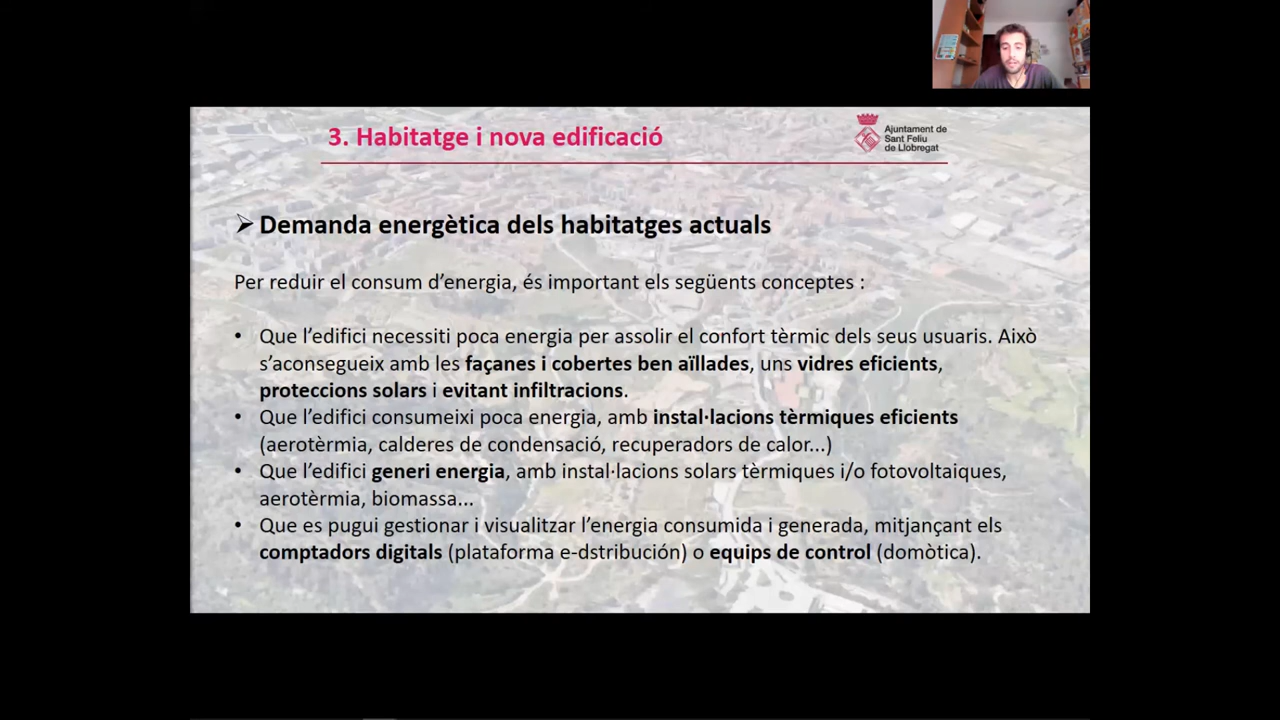 3. Habitatge i nova edificació
Ajuntament de
Sant Feliu
de Llobregat
Demanda energètica dels habitatges actuals
Per reduir el consum d'energia, és important els següents conceptes :
• Que l'edifici necessiti poca energia per assolir el confort tèrmic dels seus usuaris. Això
s'aconsegueix amb les façanes i cobertes ben aïllades, uns vidres eficients,
proteccions solars i evitant infiltracions.
• Que l'edifici consumeixi poca energia, amb instal·lacions tèrmiques eficients
(aerotèrmia, calderes de condensació, recuperadors de calor...)
• Que l'edifici generi energia, amb instal·lacions solars tèrmiques i/o fotovoltaiques,
aerotèrmia, biomassa...
• Que es pugui gestionar i visualitzar l'energia consumida i generada, mitjançant els
comptadors digitals (plataforma e-dstribución) o equips de control (domòtica).